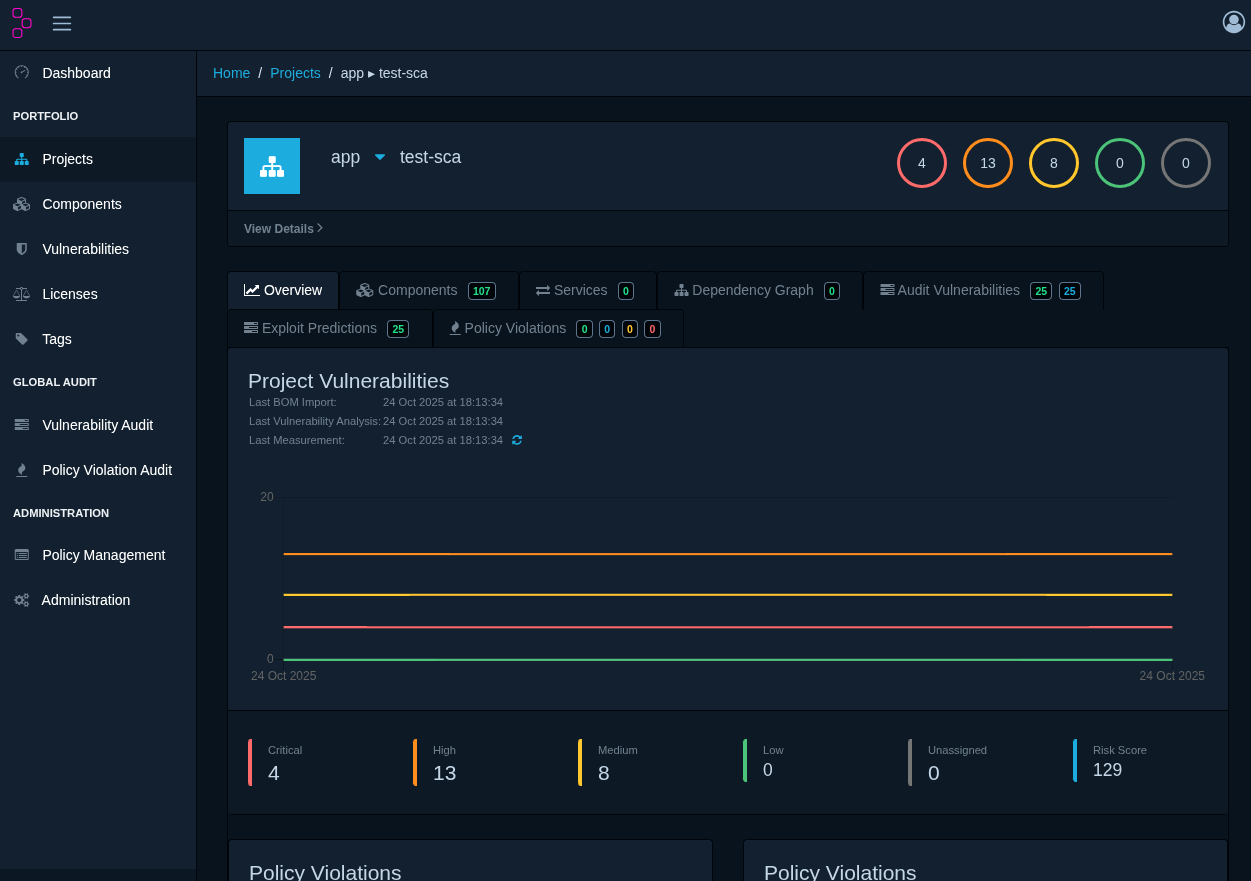 Home / Projects / app ▸ test-sca
Dashboard
PORTFOLIO
Projects
Components
Vulnerabilities
Licenses
Tags
GLOBAL AUDIT
Vulnerability Audit
Policy Violation Audit
ADMINISTRATION
Policy Management
Administration
app test-sca
4 13 8 0 0
View Details
Overview Components 107 Services 0 Dependency Graph 0 Audit Vulnerabilities 25 25
Exploit Predictions 25 Policy Violations 0 0 0 0
Project Vulnerabilities
Last BOM Import: 24 Oct 2025 at 18:13:34
Last Vulnerability Analysis: 24 Oct 2025 at 18:13:34
Last Measurement: 24 Oct 2025 at 18:13:34
20
0
24 Oct 2025 24 Oct 2025
Critical High Medium Low Unassigned Risk Score
4 13 8 0 0 129
Policy Violations Policy Violations